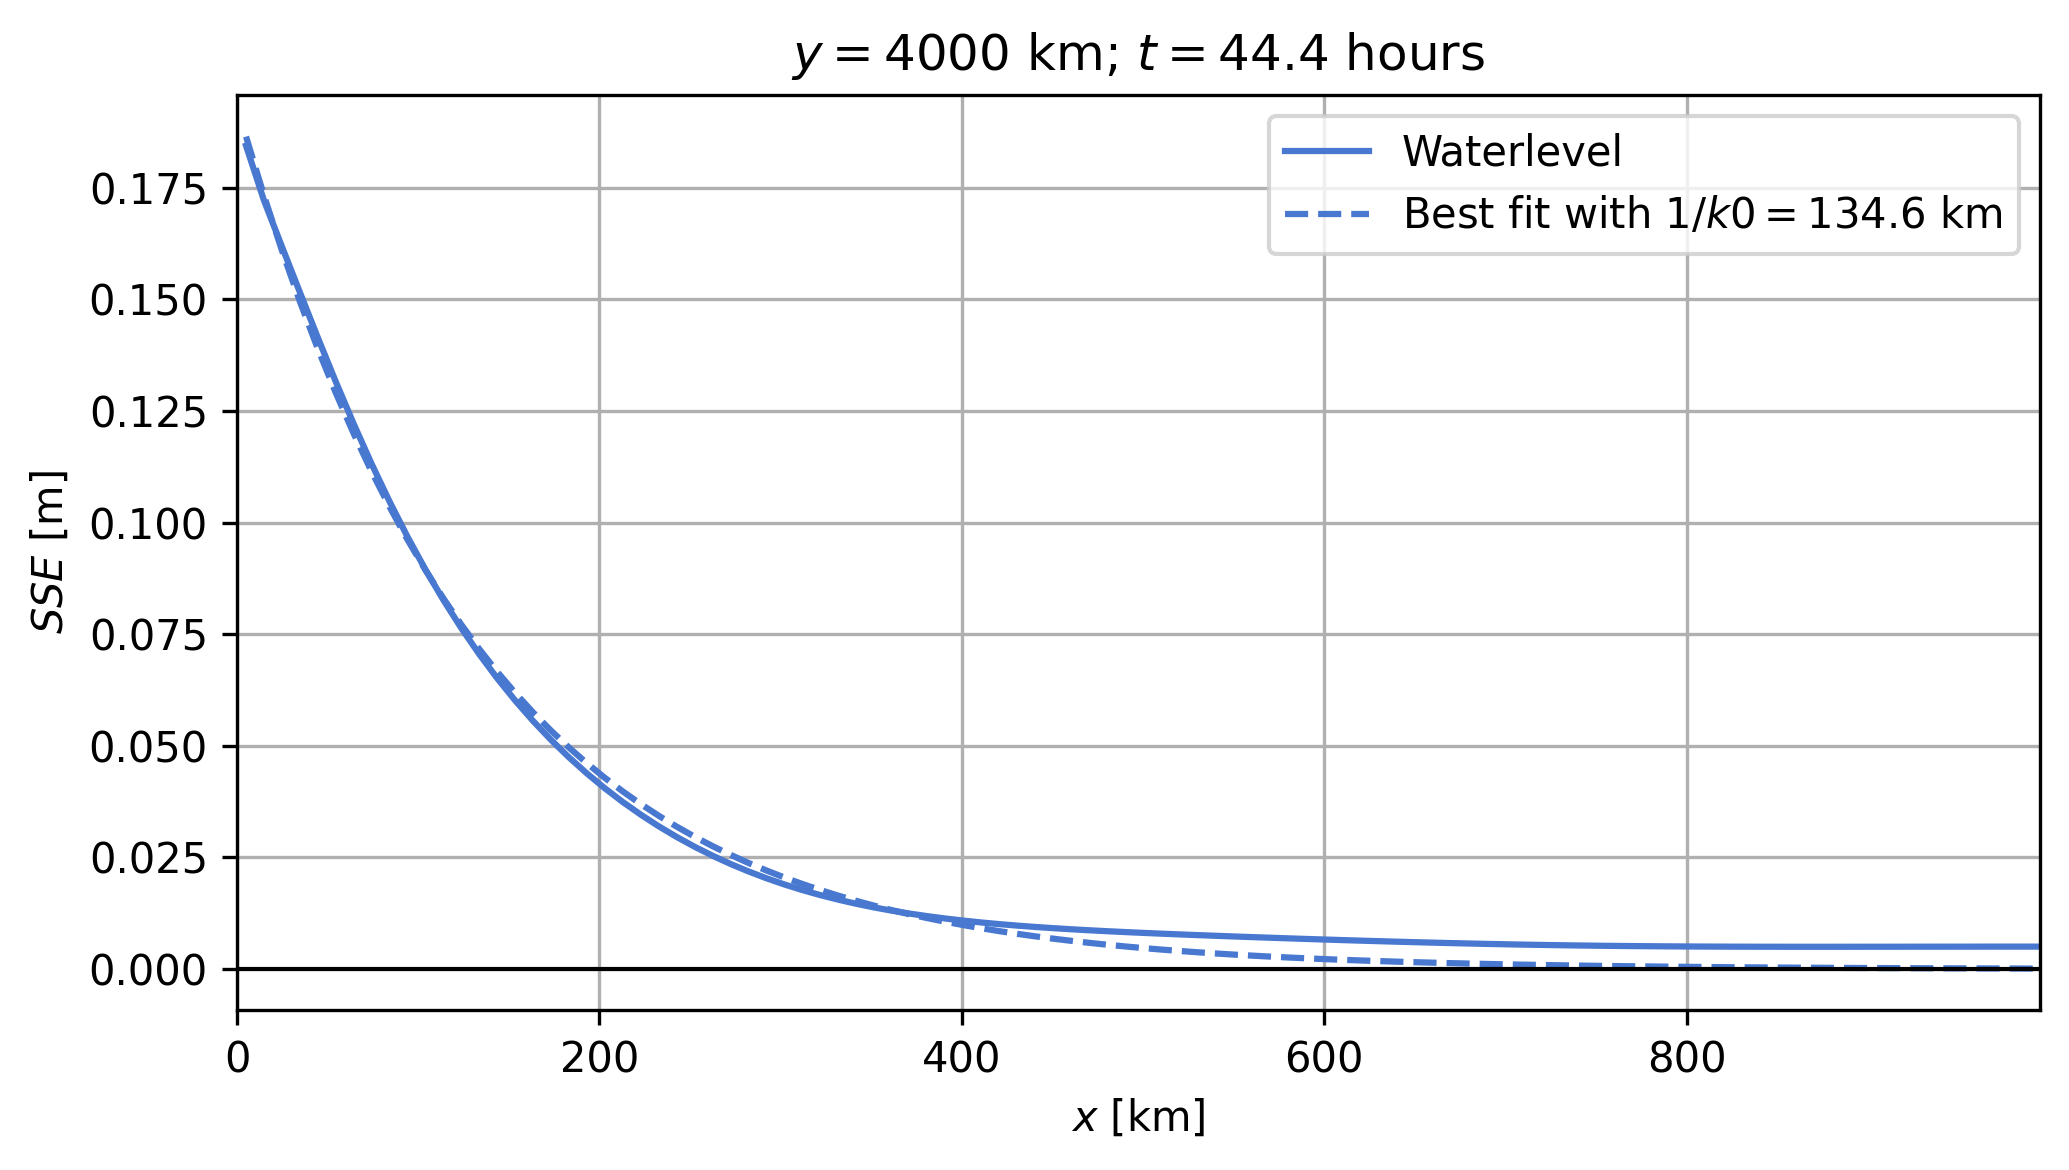 y = 4000 km; t = 44.4 hours
Waterlevel
Best fit with 1/k0 = 134.6 km
SSE [m]
0.175
0.150
0.125
0.100
0.075
0.050
0.025
0.000
0 200 400 600 800
x [km]